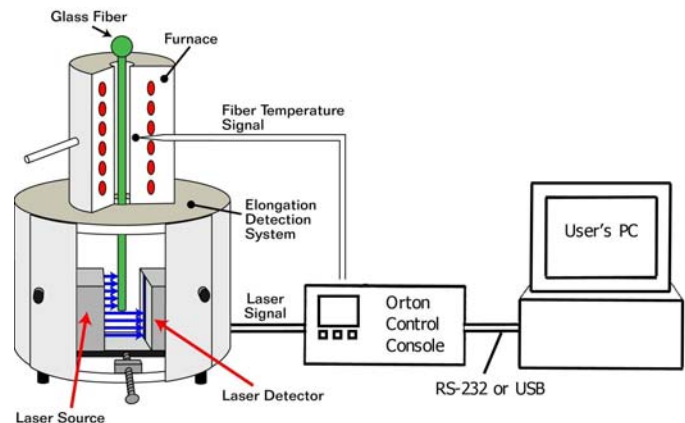 Glass Fiber
Furnace
Fiber Temperature
Signal
Elongation
Detection
System
User's PC
Laser
Signal
Orton
Control
Console
RS-232 or USB
Laser Detector
Laser Source